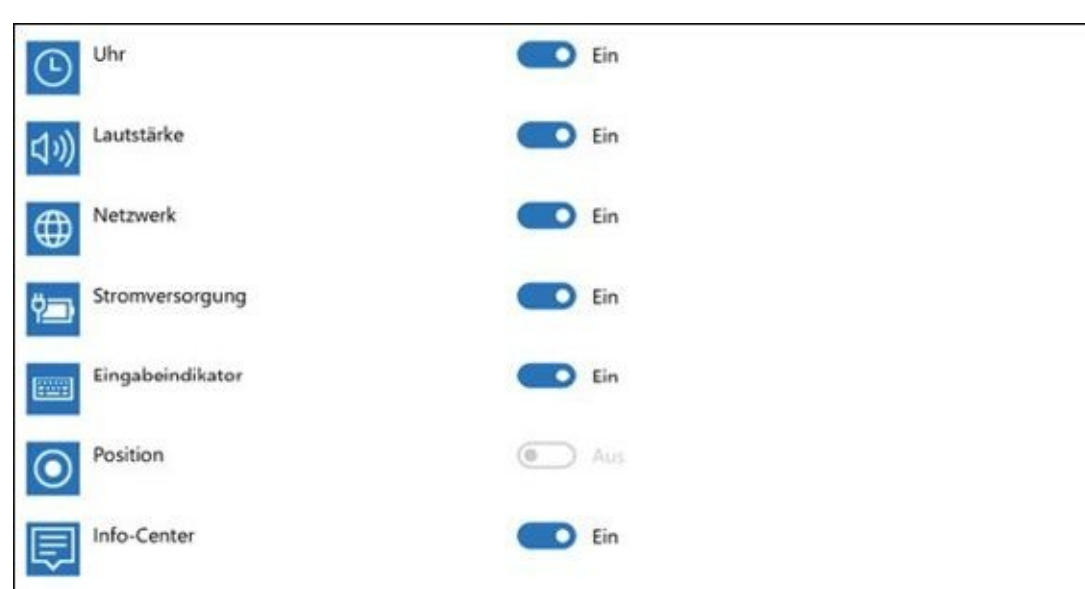 Uhr Ein
Lautstärke Ein
Netzwerk Ein
Stromversorgung Ein
Eingabeindikator Ein
Position Aus
Info-Center Ein